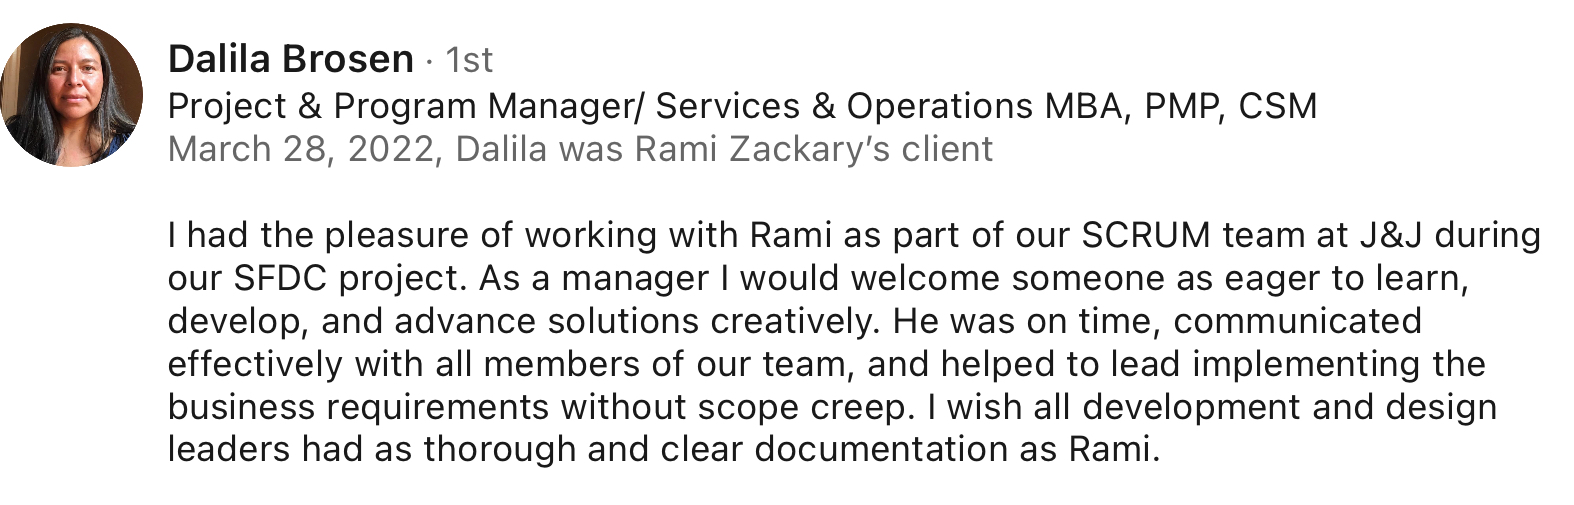 Dalila Brosen · 1st
Project & Program Manager/ Services & Operations MBA, PMP, CSM
March 28, 2022, Dalila was Rami Zackary’s client
I had the pleasure of working with Rami as part of our SCRUM team at J&J during
our SFDC project. As a manager I would welcome someone as eager to learn,
develop, and advance solutions creatively. He was on time, communicated
effectively with all members of our team, and helped to lead implementing the
business requirements without scope creep. I wish all development and design
leaders had as thorough and clear documentation as Rami.